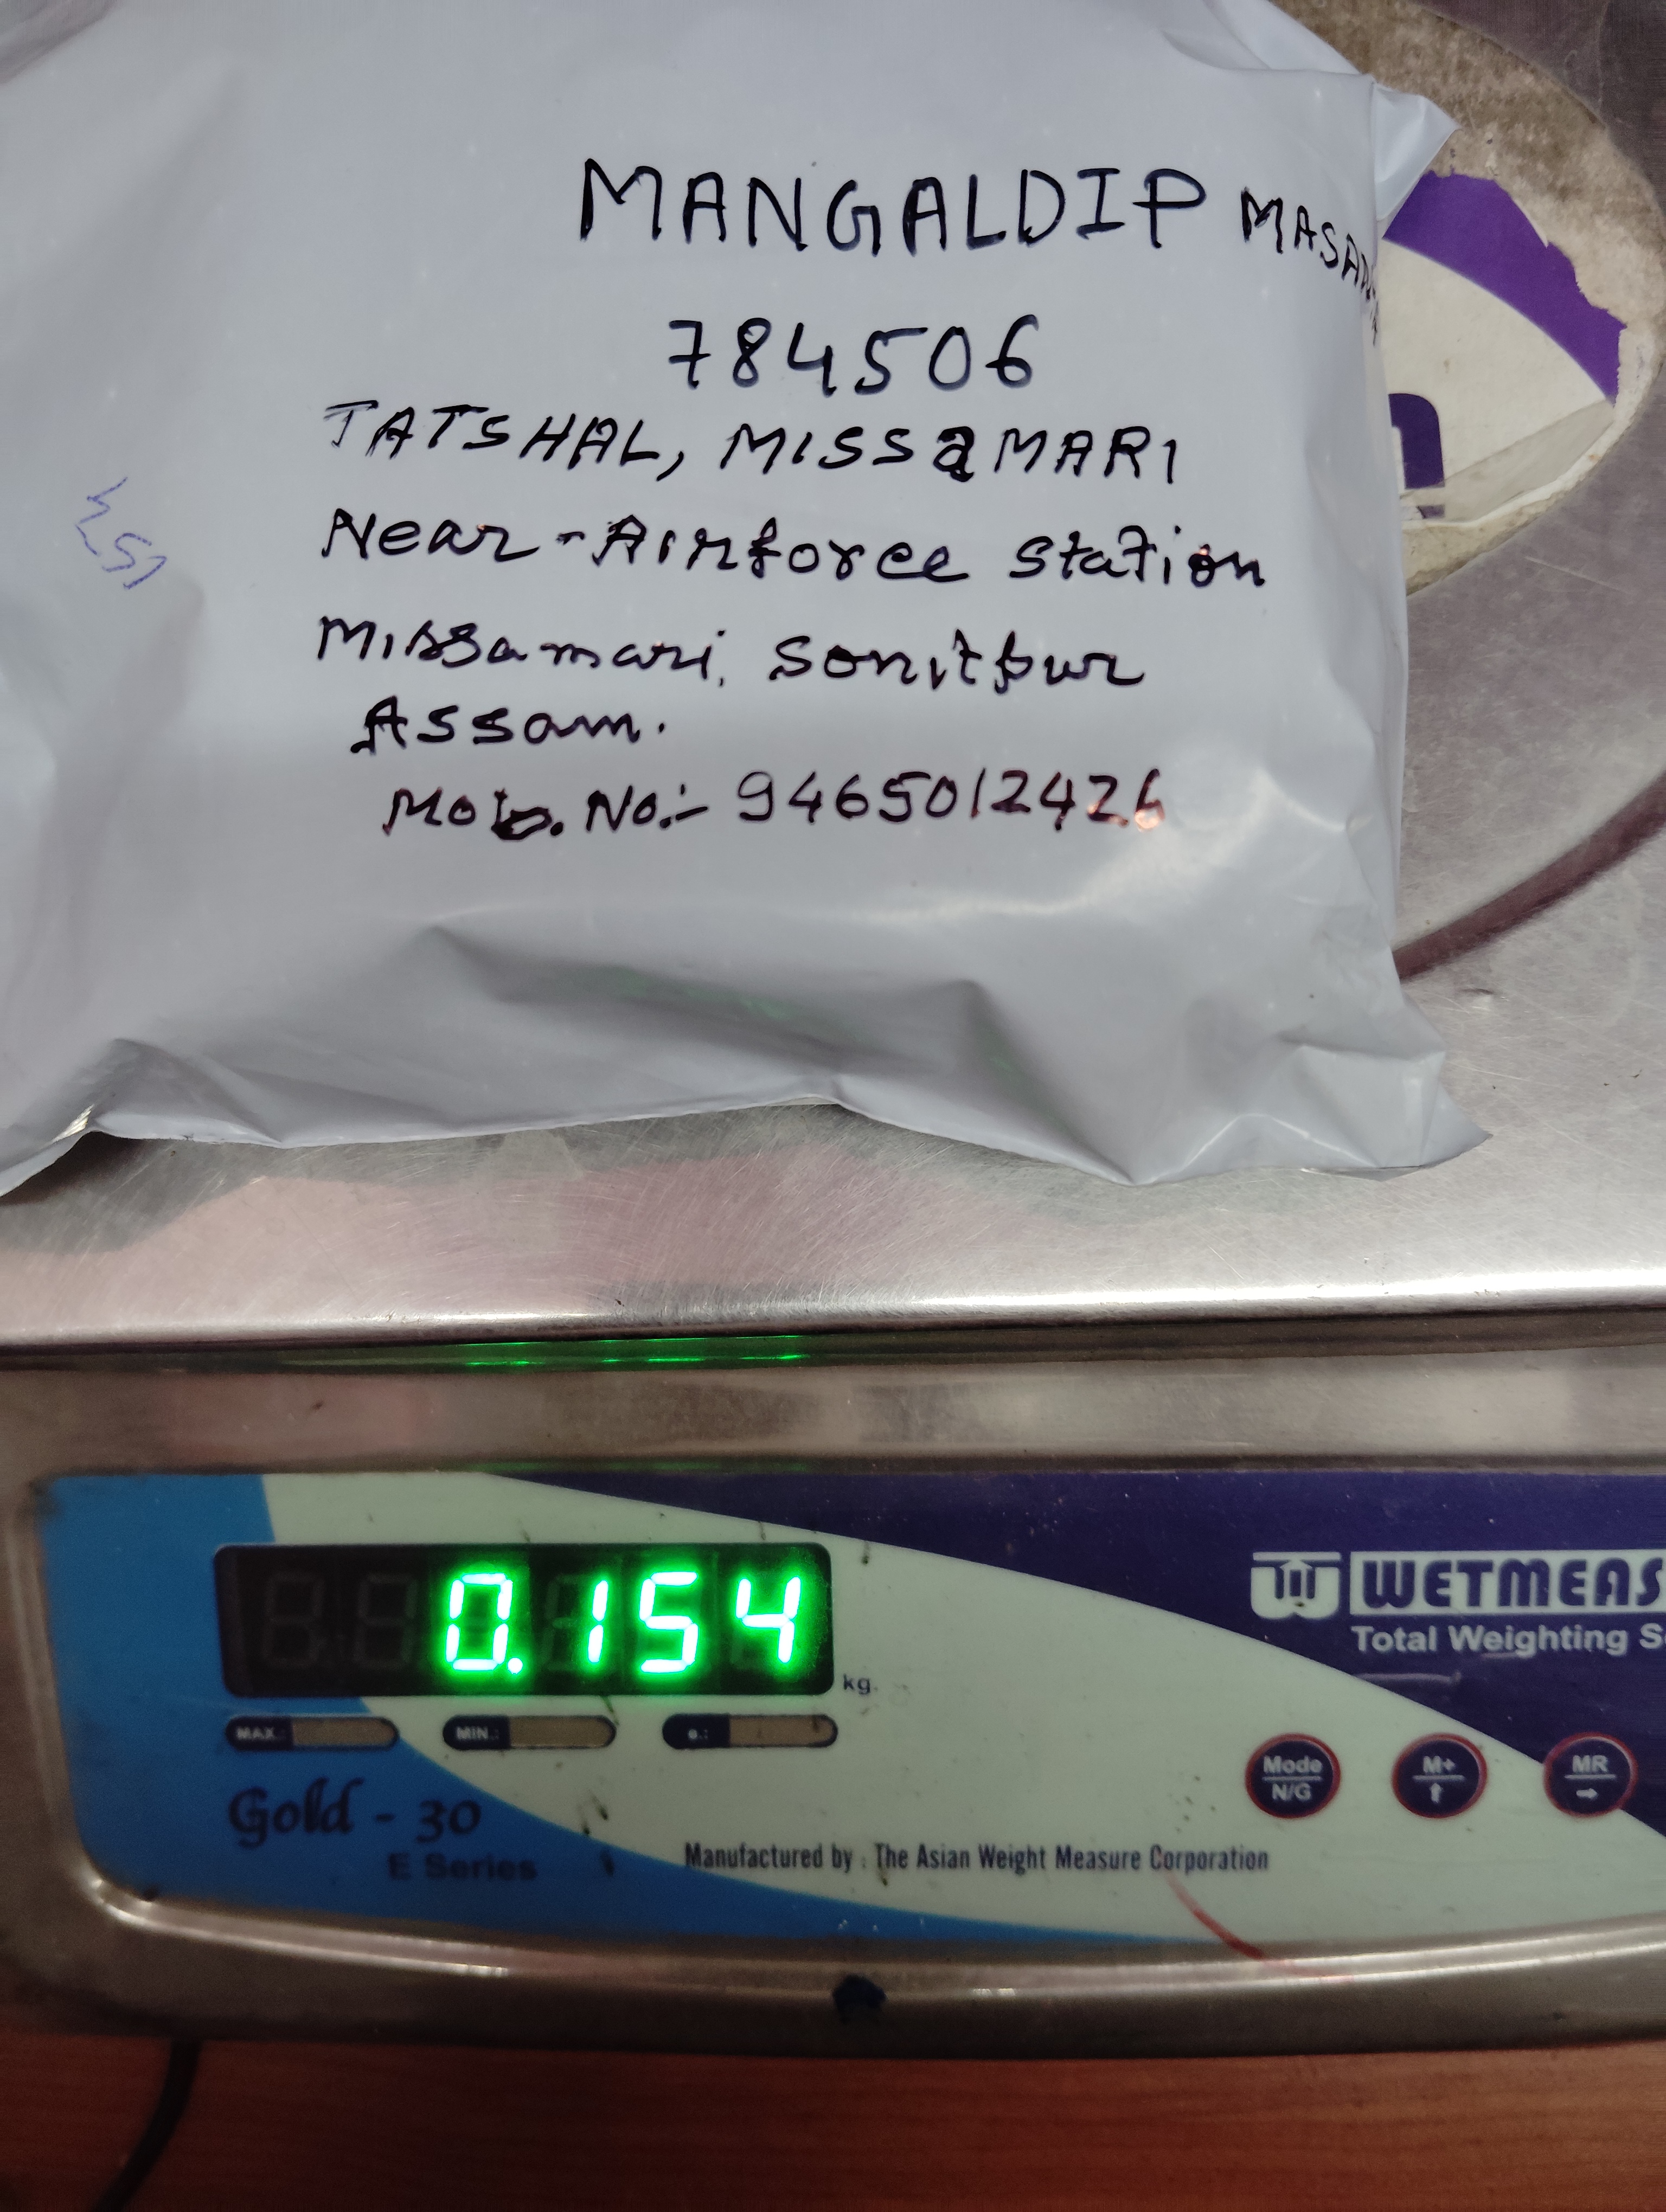 MANGALDIP
784506
TATSHAL, MISSaMARI
Near-Airforce Station
Missamari, Sonitpur
Assam.
Mob. No:- 9465012426
0.154
kg.
MAX.:
MIN.:
e.:
Gold - 30
E Series
WETMEAS
Total Weighting S
Mode
N/G
M+
MR
Manufactured by : The Asian Weight Measure Corporation